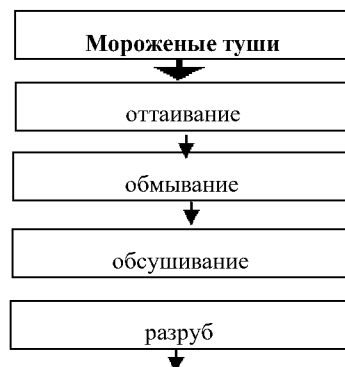 Мороженые туши
оттаивание
обмывание
обсушивание
разруб